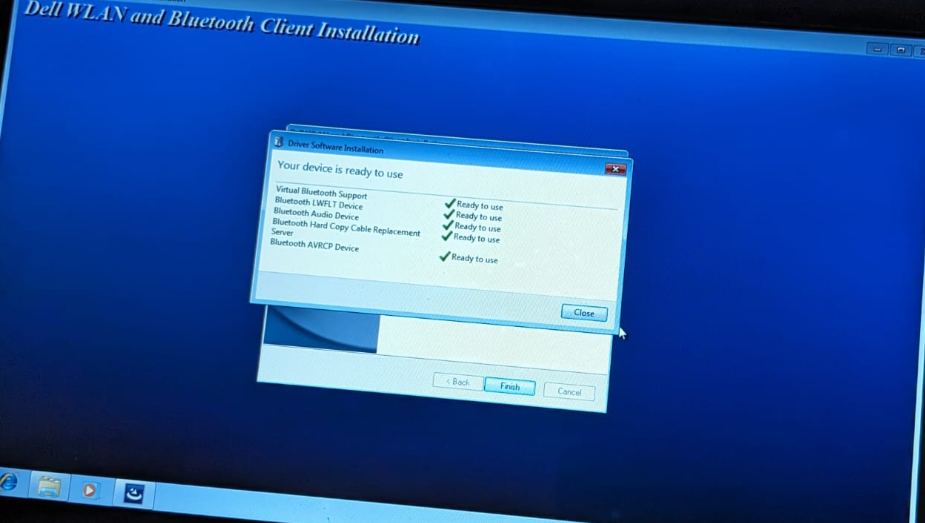 Dell WLAN and Bluetooth Client Installation
Driver Software Installation
Your device is ready to use
Virtual Bluetooth Support
Ready to use
Bluetooth LWFLT Device
Ready to use
Bluetooth Audio Device
Ready to use
Bluetooth Hard Copy Cable Replacement
Server
Ready to use
Bluetooth AVRCP Device
Ready to use
Close
< Back
Finish
Cancel